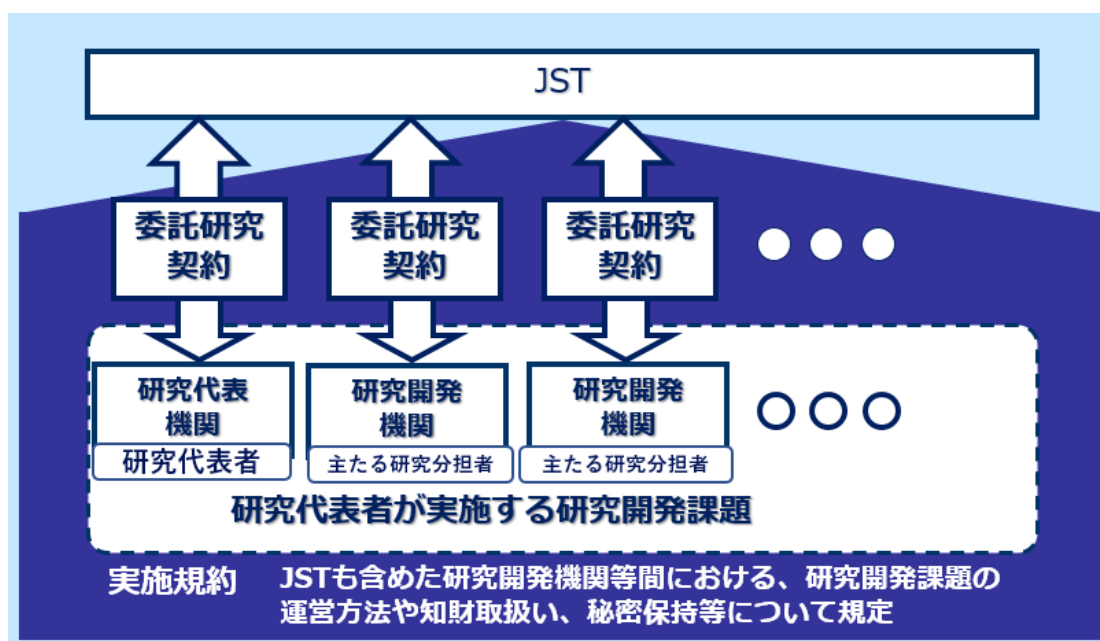 JST
委託研究
契約
委託研究
契約
委託研究
契約
研究代表
機関
研究代表者
研究開発
機関
主たる研究分担者
研究開発
機関
主たる研究分担者
研究代表者が実施する研究開発課題
実施規約
JSTも含めた研究開発機関等間における、研究開発課題の
運営方法や知財取扱い、秘密保持等について規定